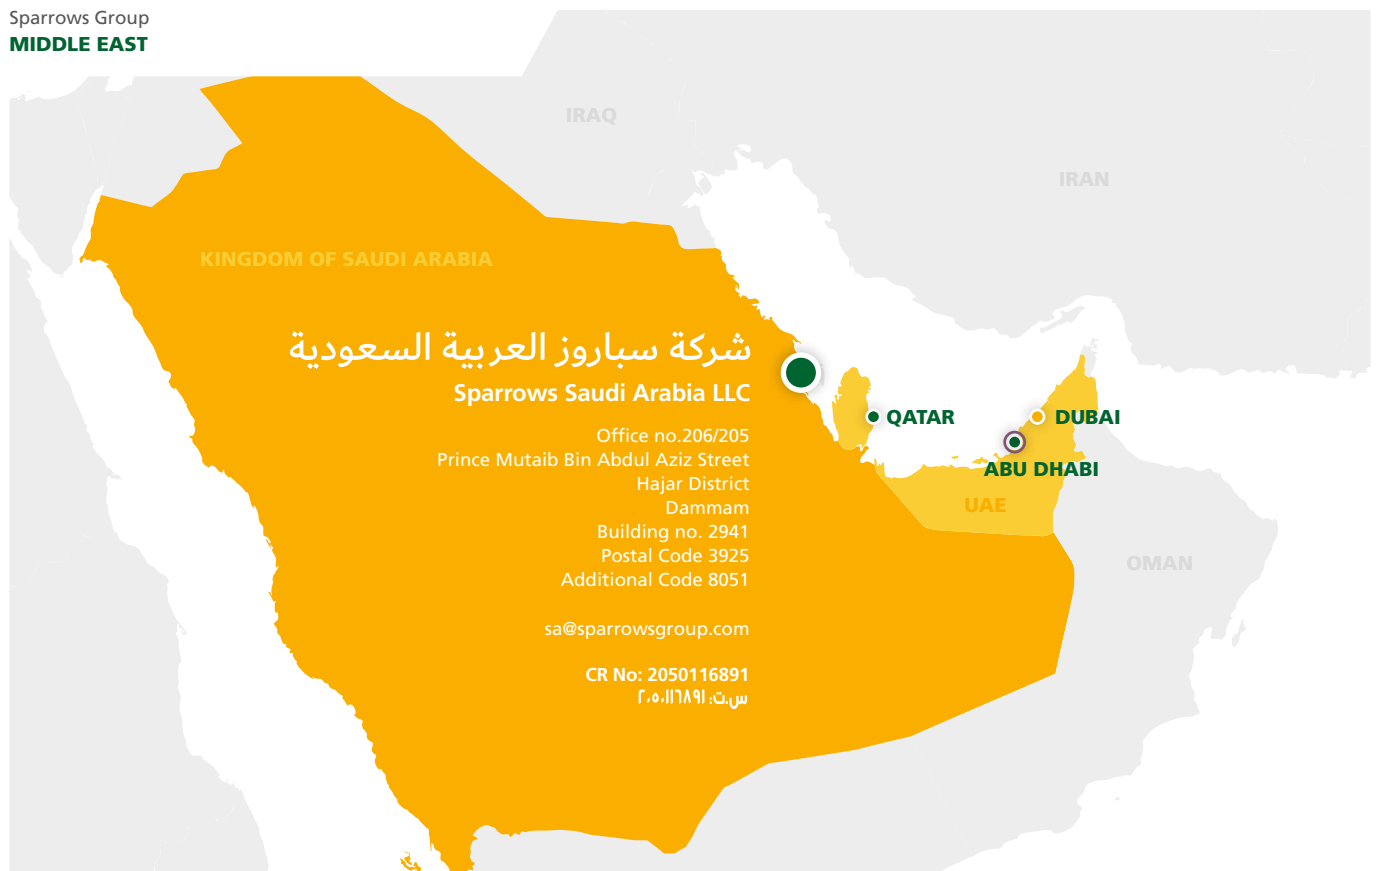 Sparrows Group
MIDDLE EAST
IRAQ
IRAN
KINGDOM OF SAUDI ARABIA
شركة سباروز العربية السعودية
Sparrows Saudi Arabia LLC
Office no.206/205
Prince Mutaib Bin Abdul Aziz Street
Hajar District
Dammam
Building no. 2941
Postal Code 3925
Additional Code 8051
sa@sparrowsgroup.com
CR No: 2050116891
س.ت: ٢٠٥٠١١٦٨٩١
QATAR
DUBAI
ABU DHABI
UAE
OMAN